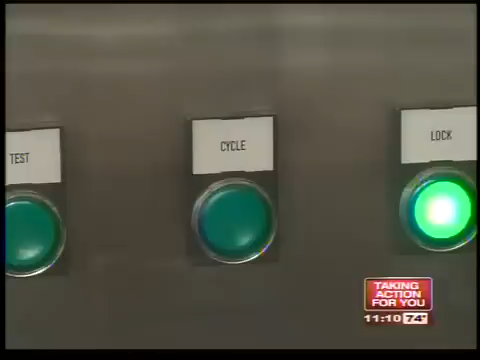 TEST
CYCLE
LOCK
TAKING
ACTION
FOR YOU
11:10 74°